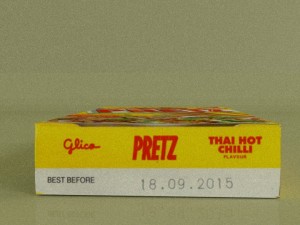 Glico PRETZ THAI HOT
CHILLI
FLAVOUR
BEST BEFORE 18.09.2015